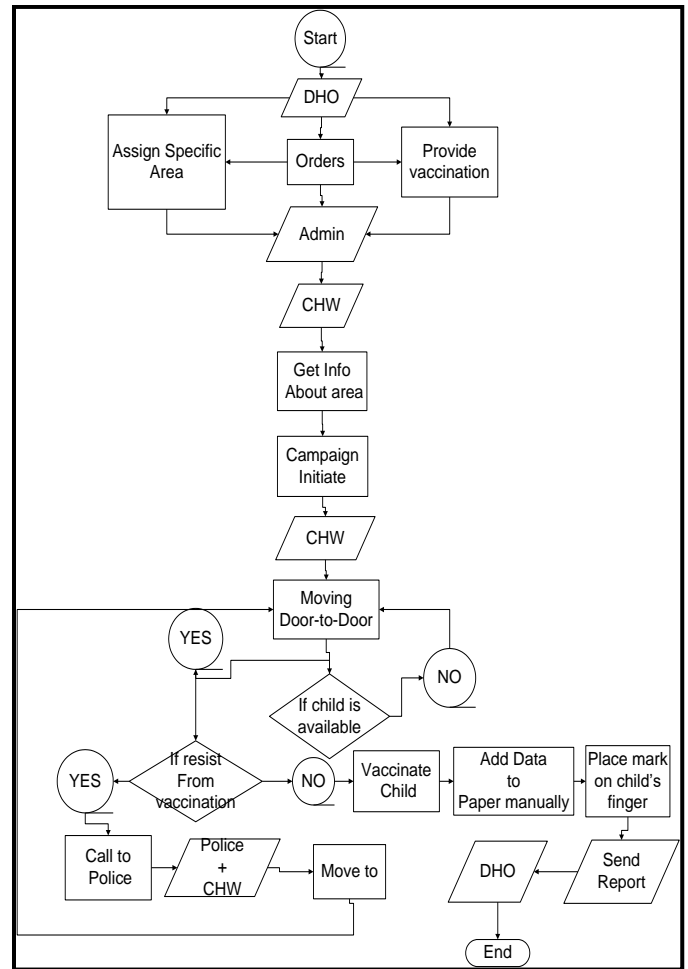 Start
DHO
Assign Specific
Area
Orders
Provide
vaccination
Admin
CHW
Get Info
About area
Campaign
Initiate
CHW
Moving
Door-to-Door
YES
If child is
available
NO
If resist
From
vaccination
YES
NO
Vaccinate
Child
Add Data
to
Paper manually
Place mark
on child's
finger
Call to
Police
Police
+
CHW
Move to
DHO
Send
Report
End